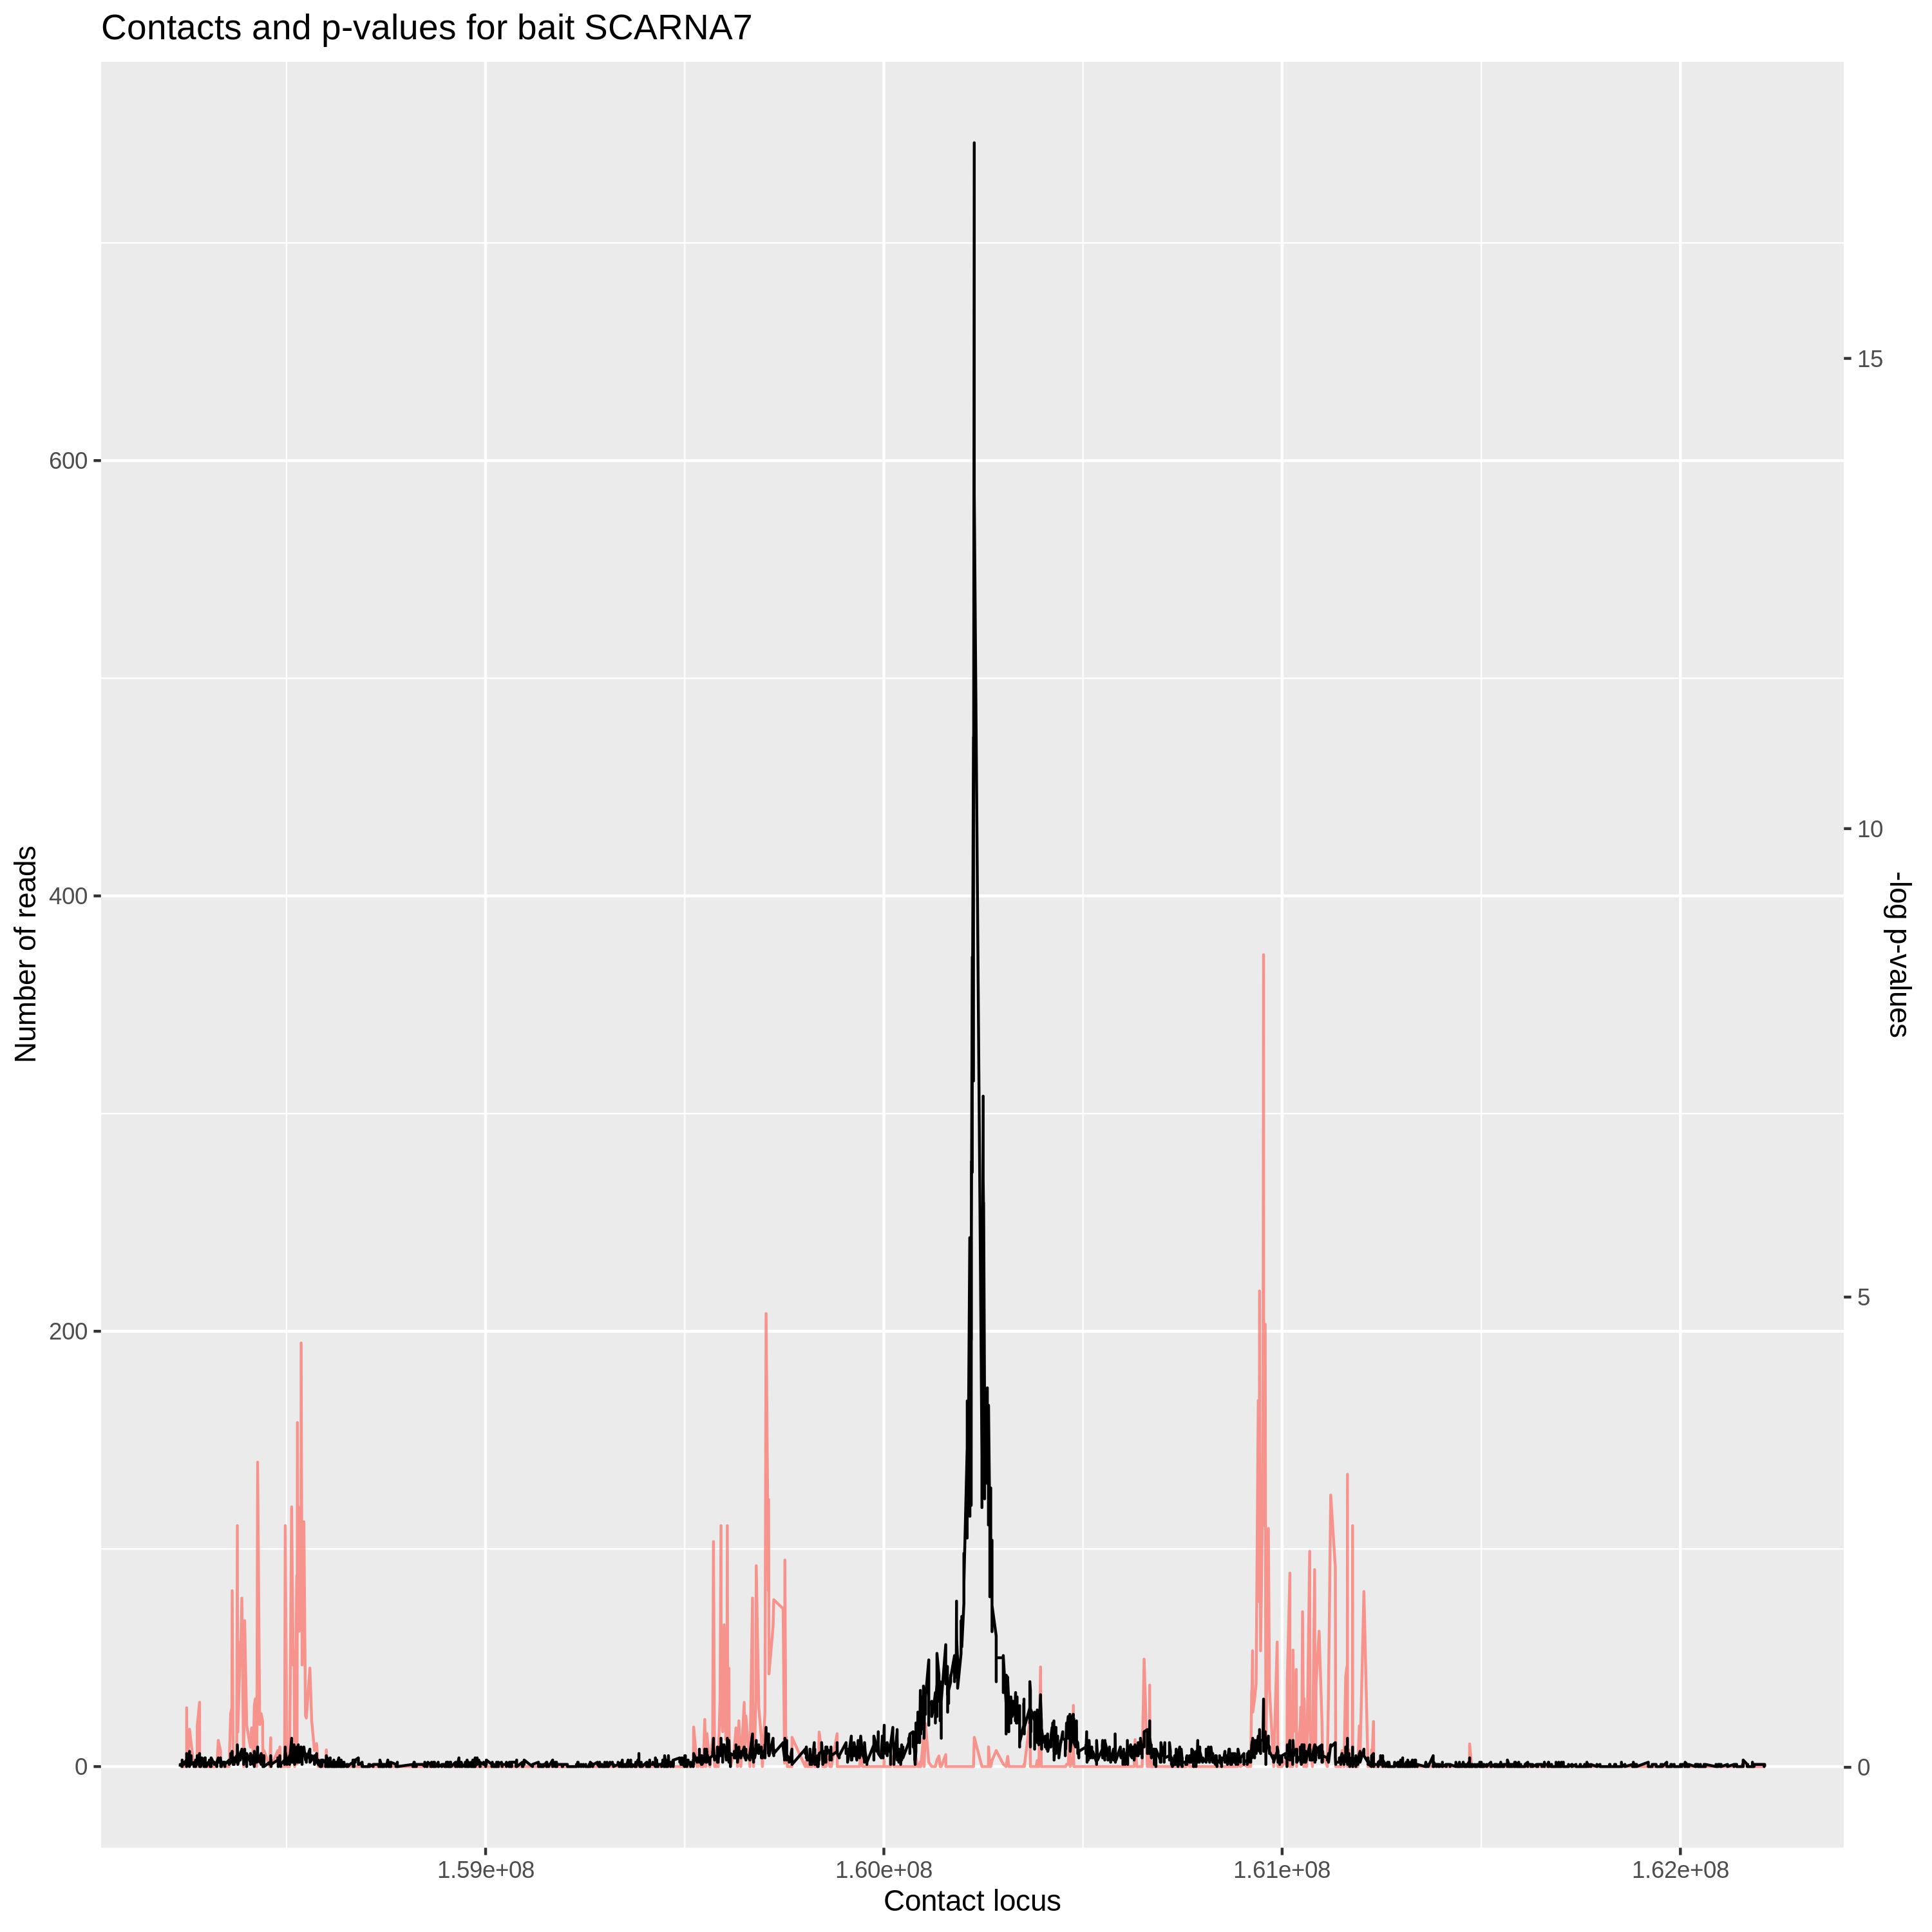 Contacts and p-values for bait SCARNA7
Number of reads
600
400
200
0
15
10
5
0
-log p-values
1.59e+08 1.60e+08 1.61e+08 1.62e+08
Contact locus